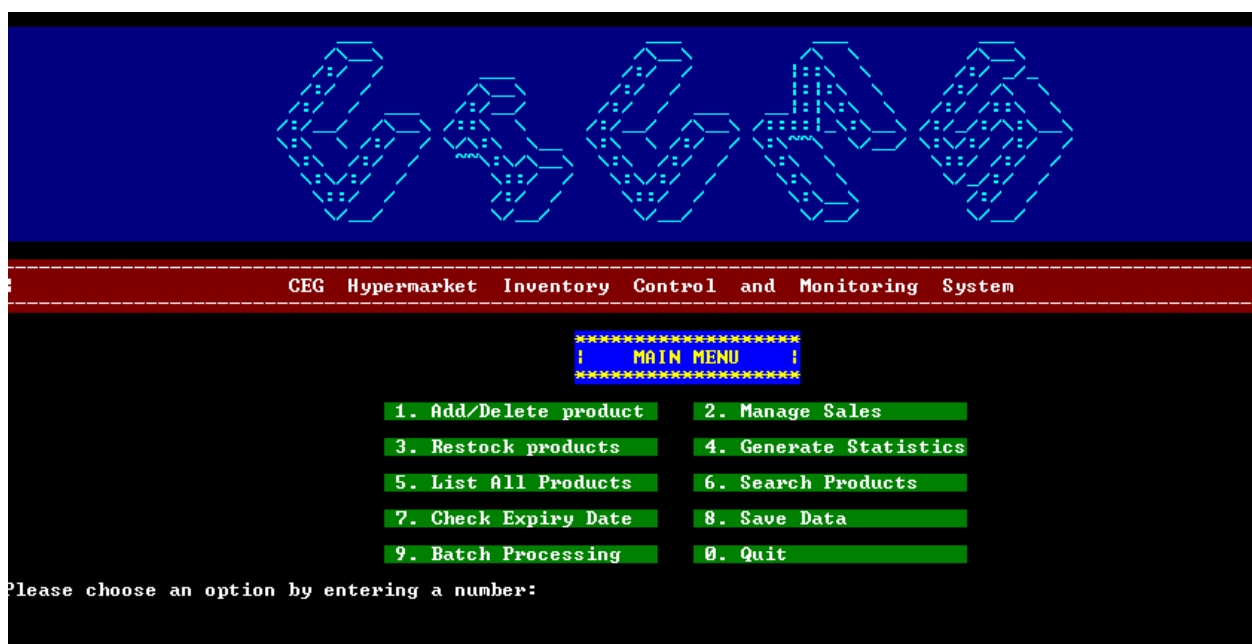 CEG Hypermarket Inventory Control and Monitoring System
MAIN MENU
1. Add/Delete product 2. Manage Sales
3. Restock products 4. Generate Statistics
5. List All Products 6. Search Products
7. Check Expiry Date 8. Save Data
9. Batch Processing 0. Quit
Please choose an option by entering a number: